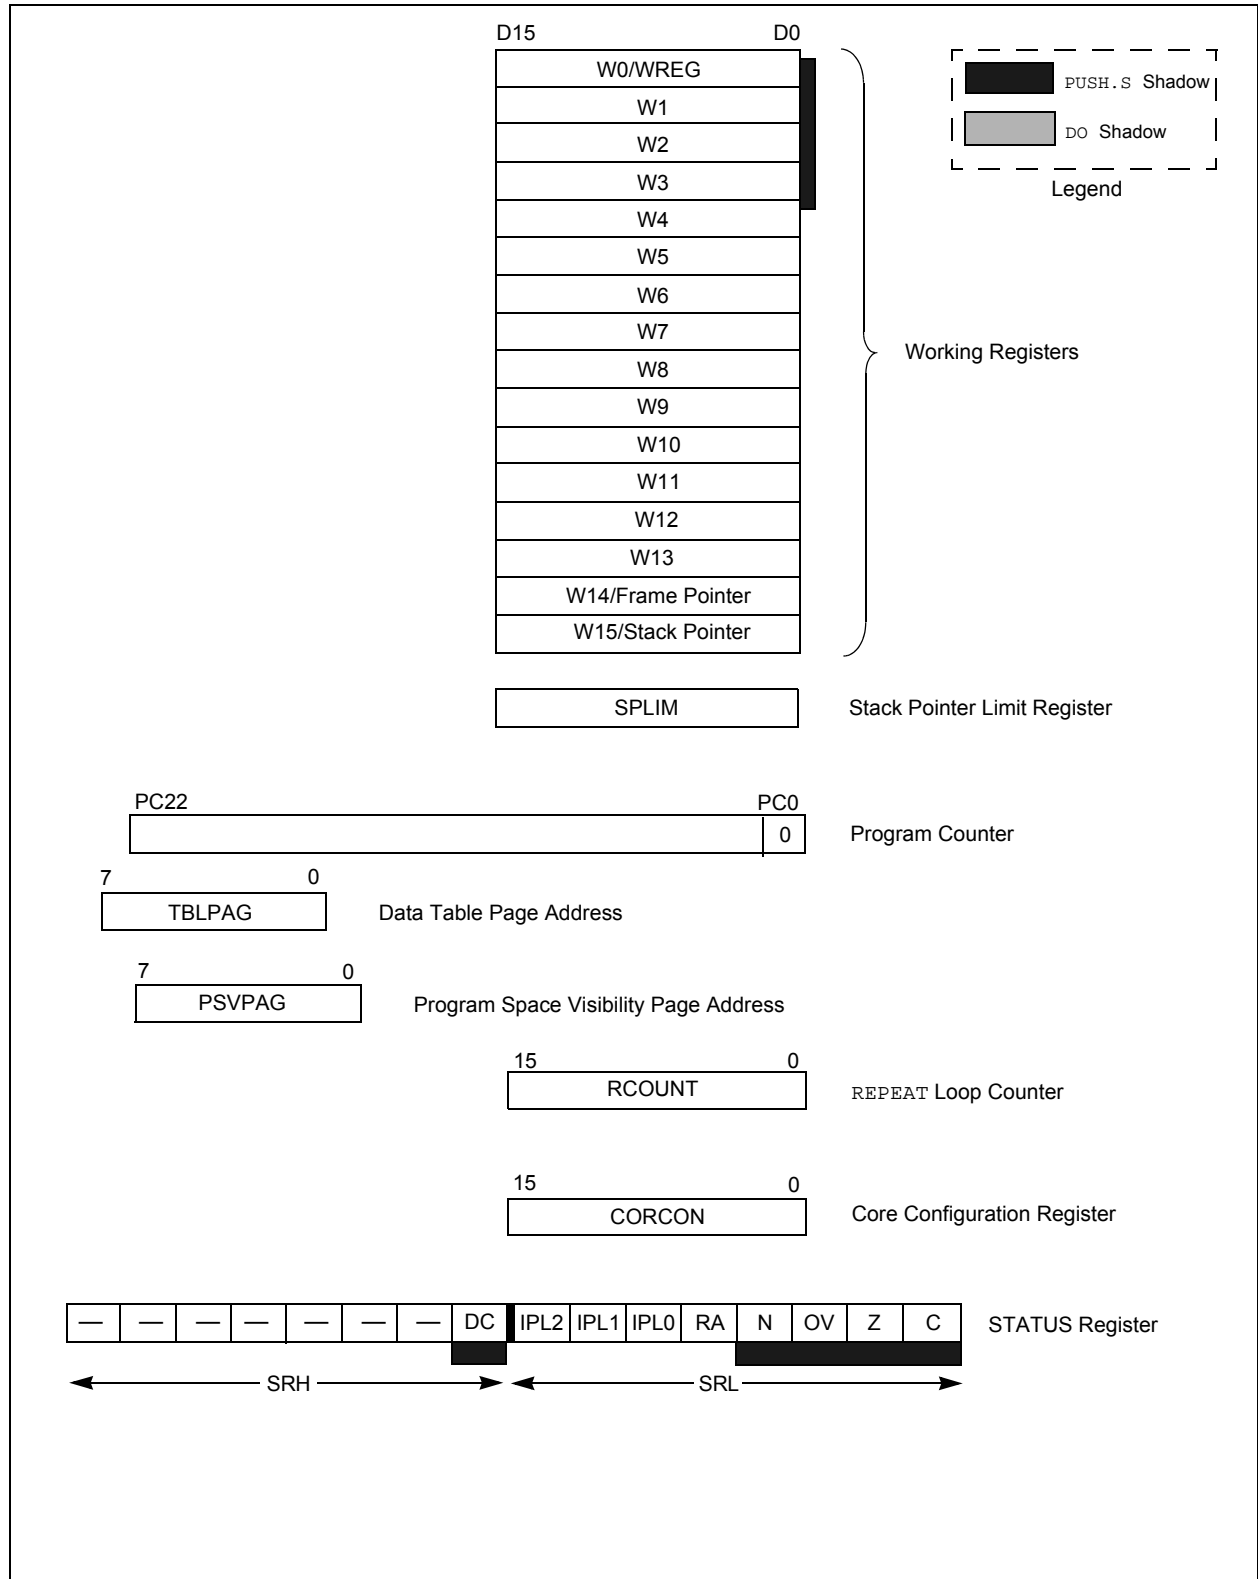 D15 D0
W0/WREG
W1
W2
W3
W4
W5
W6
W7
W8
W9
W10
W11
W12
W13
W14/Frame Pointer
W15/Stack Pointer
PUSH.S Shadow
DO Shadow
Legend
Working Registers
SPLIM Stack Pointer Limit Register
PC22 PC0
0 Program Counter
7 0
TBLPAG Data Table Page Address
7 0
PSVPAG Program Space Visibility Page Address
15 0
RCOUNT REPEAT Loop Counter
15 0
CORCON Core Configuration Register
— — — — — — — DC IPL2 IPL1 IPL0 RA N OV Z C STATUS Register
SRH SRL